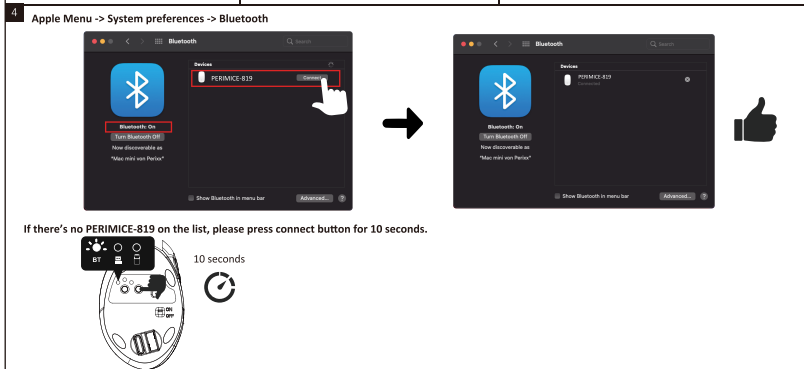 4
Apple Menu -> System preferences -> Bluetooth
Bluetooth
Search
Devices
PERIMICE-819
Connect
Bluetooth: On
Turn Bluetooth Off
Now discoverable as
"Mac mini von Perixx"
Show Bluetooth in menu bar
Advanced...
?
Bluetooth
Search
Devices
PERIMICE-819
Connected
Bluetooth: On
Turn Bluetooth Off
Now discoverable as
"Mac mini von Perixx"
Show Bluetooth in menu bar
Advanced...
?
If there's no PERIMICE-819 on the list, please press connect button for 10 seconds.
BT
10 seconds
ON
OFF